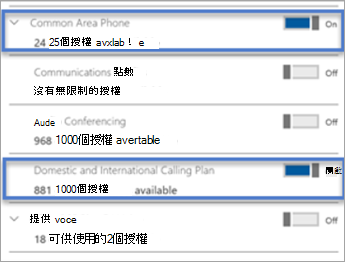 Common Area Phone On
24 25個授權 avxlab! e
Communications 點數 Off
沒有無限制的授權
Aude Conferencing Off
968 1000個授權 avertable
Domestic and International Calling Plan 開啟
881 1000個授權 available
提供 voce Off
18 可供使用的2個授權